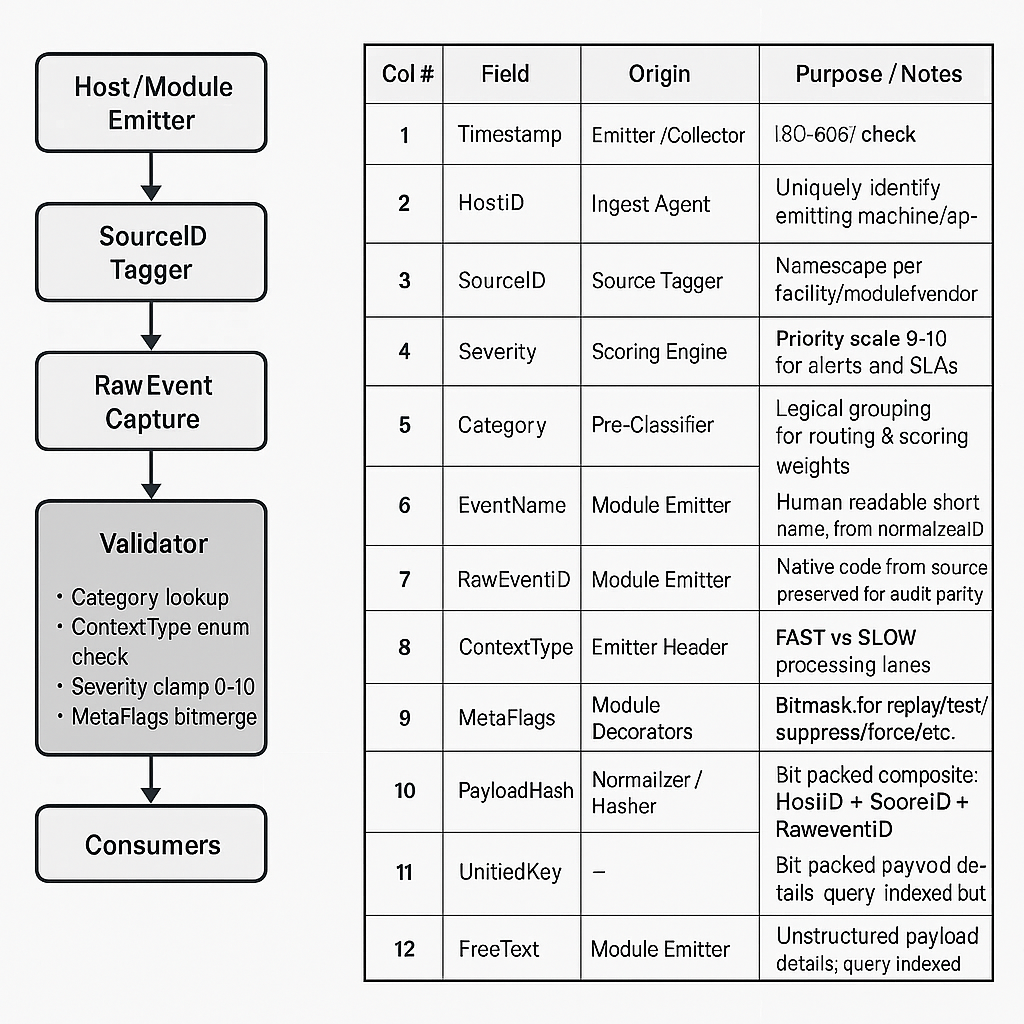 Host/Module
Emitter
SourceID
Tagger
Raw Event
Capture
Validator
• Category lookup
• ContextType enum
check
• Severity clamp 0-10
• MetaFlags bitmerge
Consumers
Col # Field Origin Purpose / Notes
1 Timestamp Emitter /Collector check
2 HostiD Ingest Agent Uniquely identify
emitting machine/ap-
3 SourceID Source Tagger Namescape per
facility/modulefvendor
4 Severity Scoring Engine Priority scale 9-10
for alerts and SLAs
5 Category Pre-Classifier Legical grouping
for routing & scoring
weights
6 EventName Module Emitter Human readable short
name, from normalzeaID
7 RawEventiD Module Emitter Native code from source
preserved for audit parity
8 ContextType Emitter Header FAST vs SLOW
processing lanes
9 MetaFlags Module
Decorators
Bitmask.for replay/test/
suppress/force/etc.
10 PayloadHash Normailzer /
Hasher
Bit packed composite:
HosiiD + SooreiD +
RaweventiD
11 UnitiedKey – Bit packed payvod de-
tails query indexed but
12 FreeText Module Emitter Unstructured payload
details; query indexed